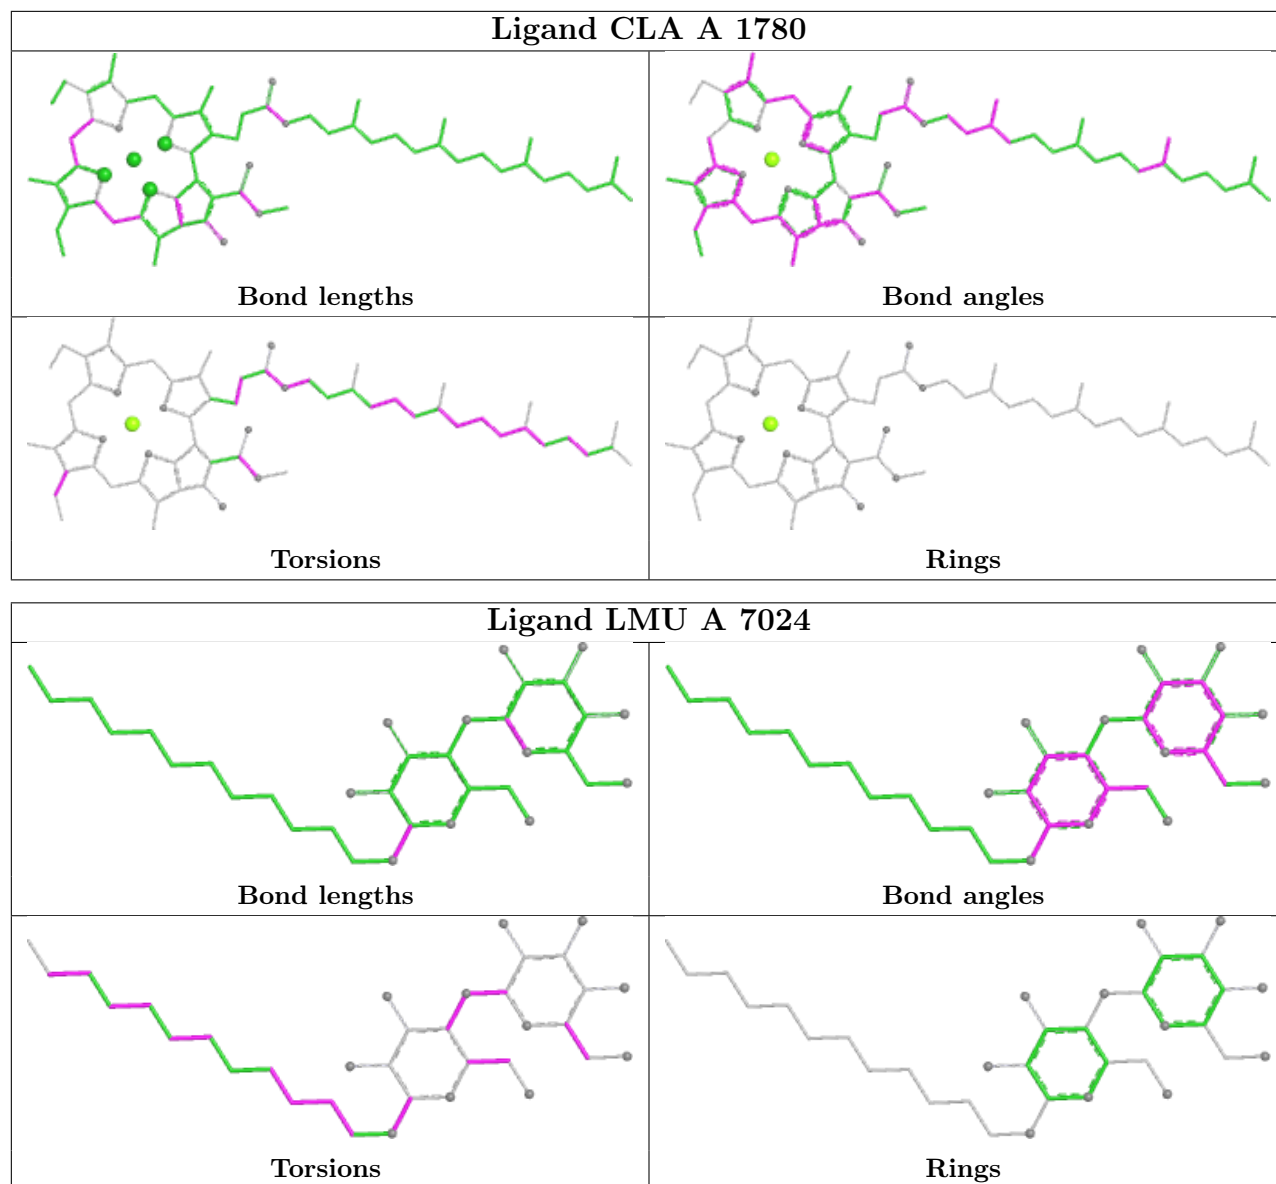 Ligand CLA A 1780
Bond lengths
Bond angles
Torsions
Rings
Ligand LMU A 7024
Bond lengths
Bond angles
Torsions
Rings